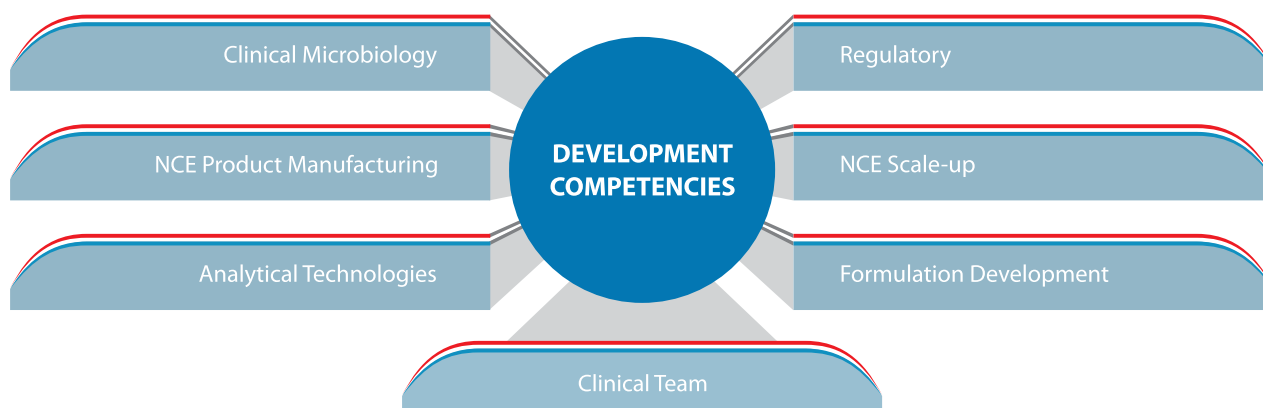 Clinical Microbiology
Regulatory
NCE Product Manufacturing
DEVELOPMENT
COMPETENCIES
NCE Scale-up
Analytical Technologies
Formulation Development
Clinical Team